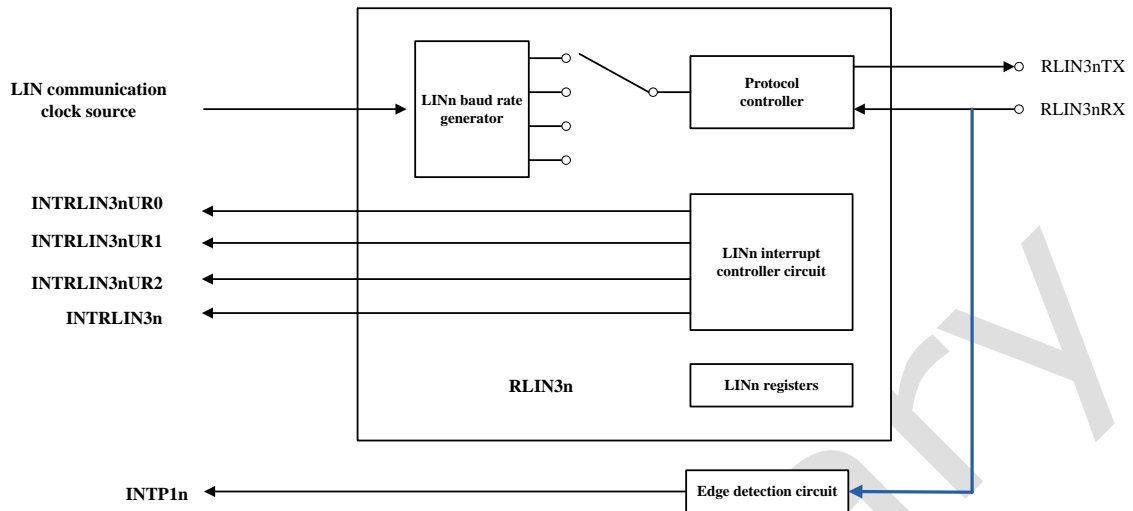 LIN communication
clock source
LINn baud rate
generator
Protocol
controller
RLIN3nTX
RLIN3nRX
INTRLIN3nUR0
INTRLIN3nUR1
INTRLIN3nUR2
INTRLIN3n
LINn interrupt
controller circuit
RLIN3n
LINn registers
INTP1n
Edge detection circuit